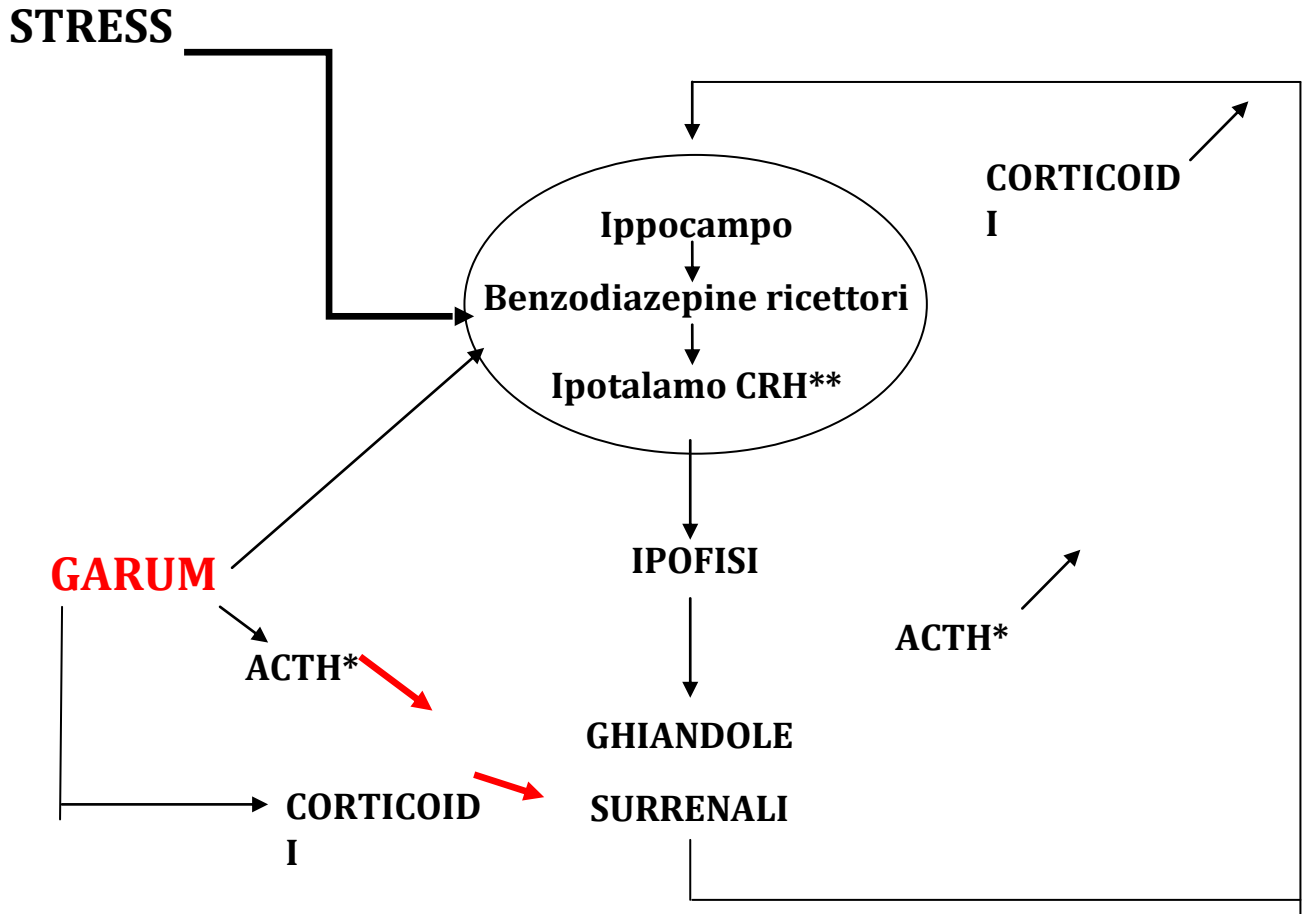 STRESS
CORTICOID
I
Ippocampo
Benzodiazepine ricettori
Ipotalamo CRH**
IPOFISI
GARUM
ACTH*
ACTH*
GHIANDOLE
CORTICOID
I
SURRENALI